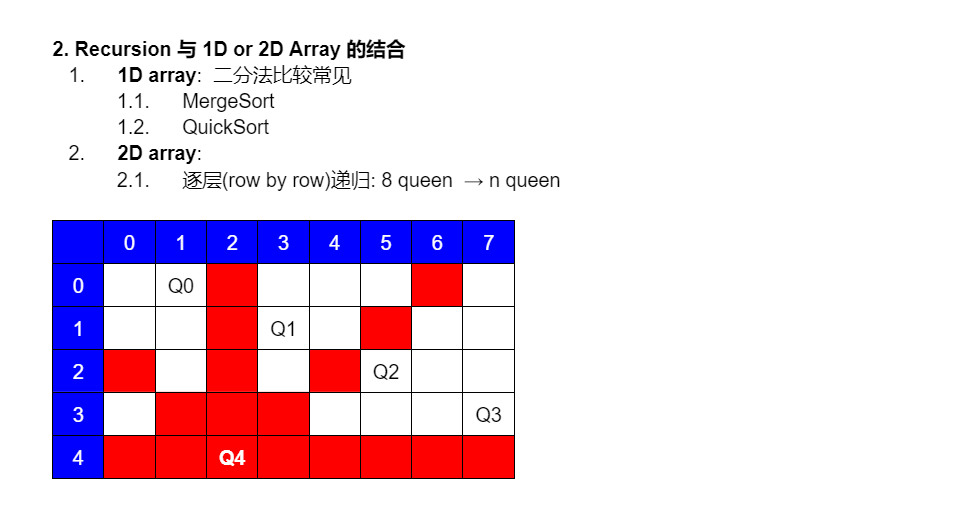 2. Recursion 与 1D or 2D Array 的结合
1. 1D array: 二分法比较常见
1.1. MergeSort
1.2. QuickSort
2. 2D array:
2.1. 逐层(row by row)递归: 8 queen → n queen
0 1 2 3 4 5 6 7
0 Q0
1 Q1
2 Q2
3 Q3
4 Q4